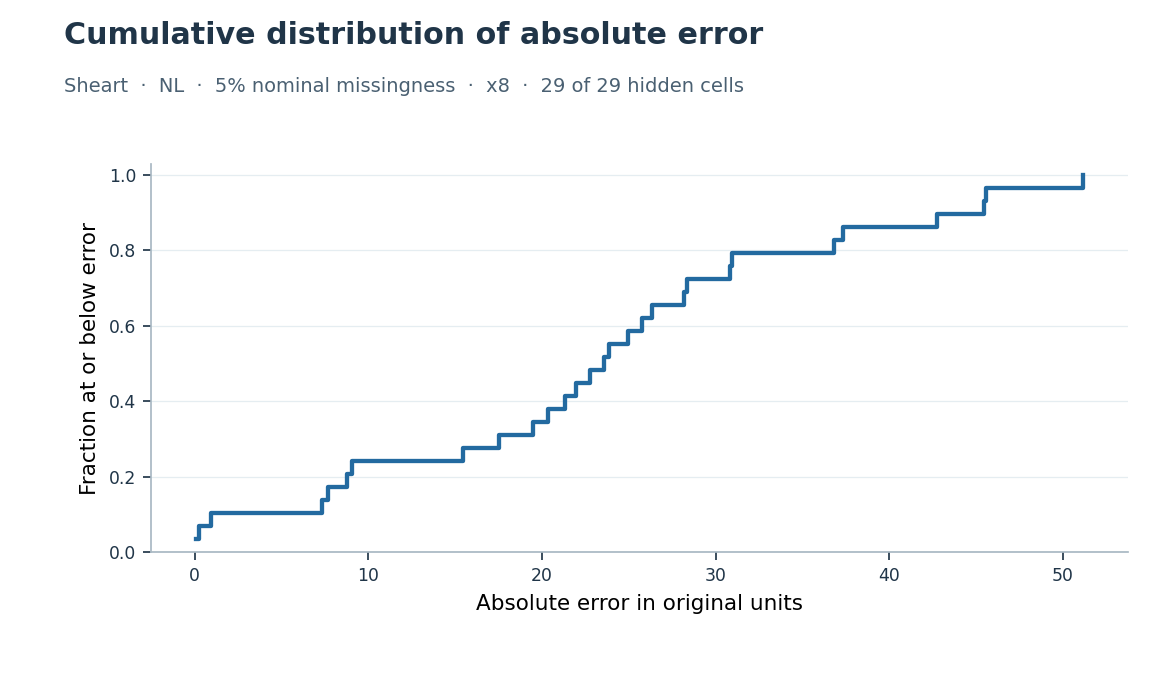 Cumulative distribution of absolute error
Sheart · NL · 5% nominal missingness · x8 · 29 of 29 hidden cells
Fraction at or below error
1.0
0.8
0.6
0.4
0.2
0.0
0 10 20 30 40 50
Absolute error in original units